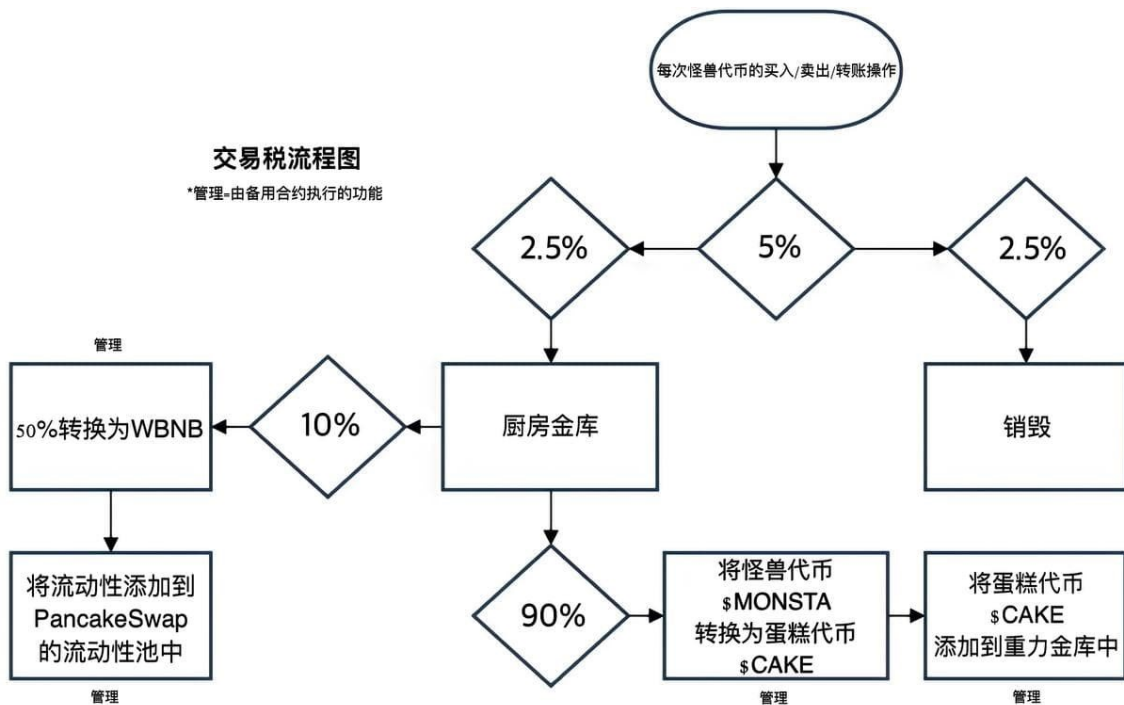 每次怪兽代币的买入/卖出/转账操作
交易税流程图
*管理=由备用合约执行的功能
2.5%
5%
2.5%
管理
50%转换为WBNB
10%
厨房金库
销毁
将流动性添加到
PancakeSwap
的流动性池中
管理
90%
将怪兽代币
$MONSTA
转换为蛋糕代币
$CAKE
管理
将蛋糕代币
$CAKE
添加到重力金库中
管理